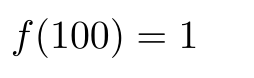 f(100) = 1